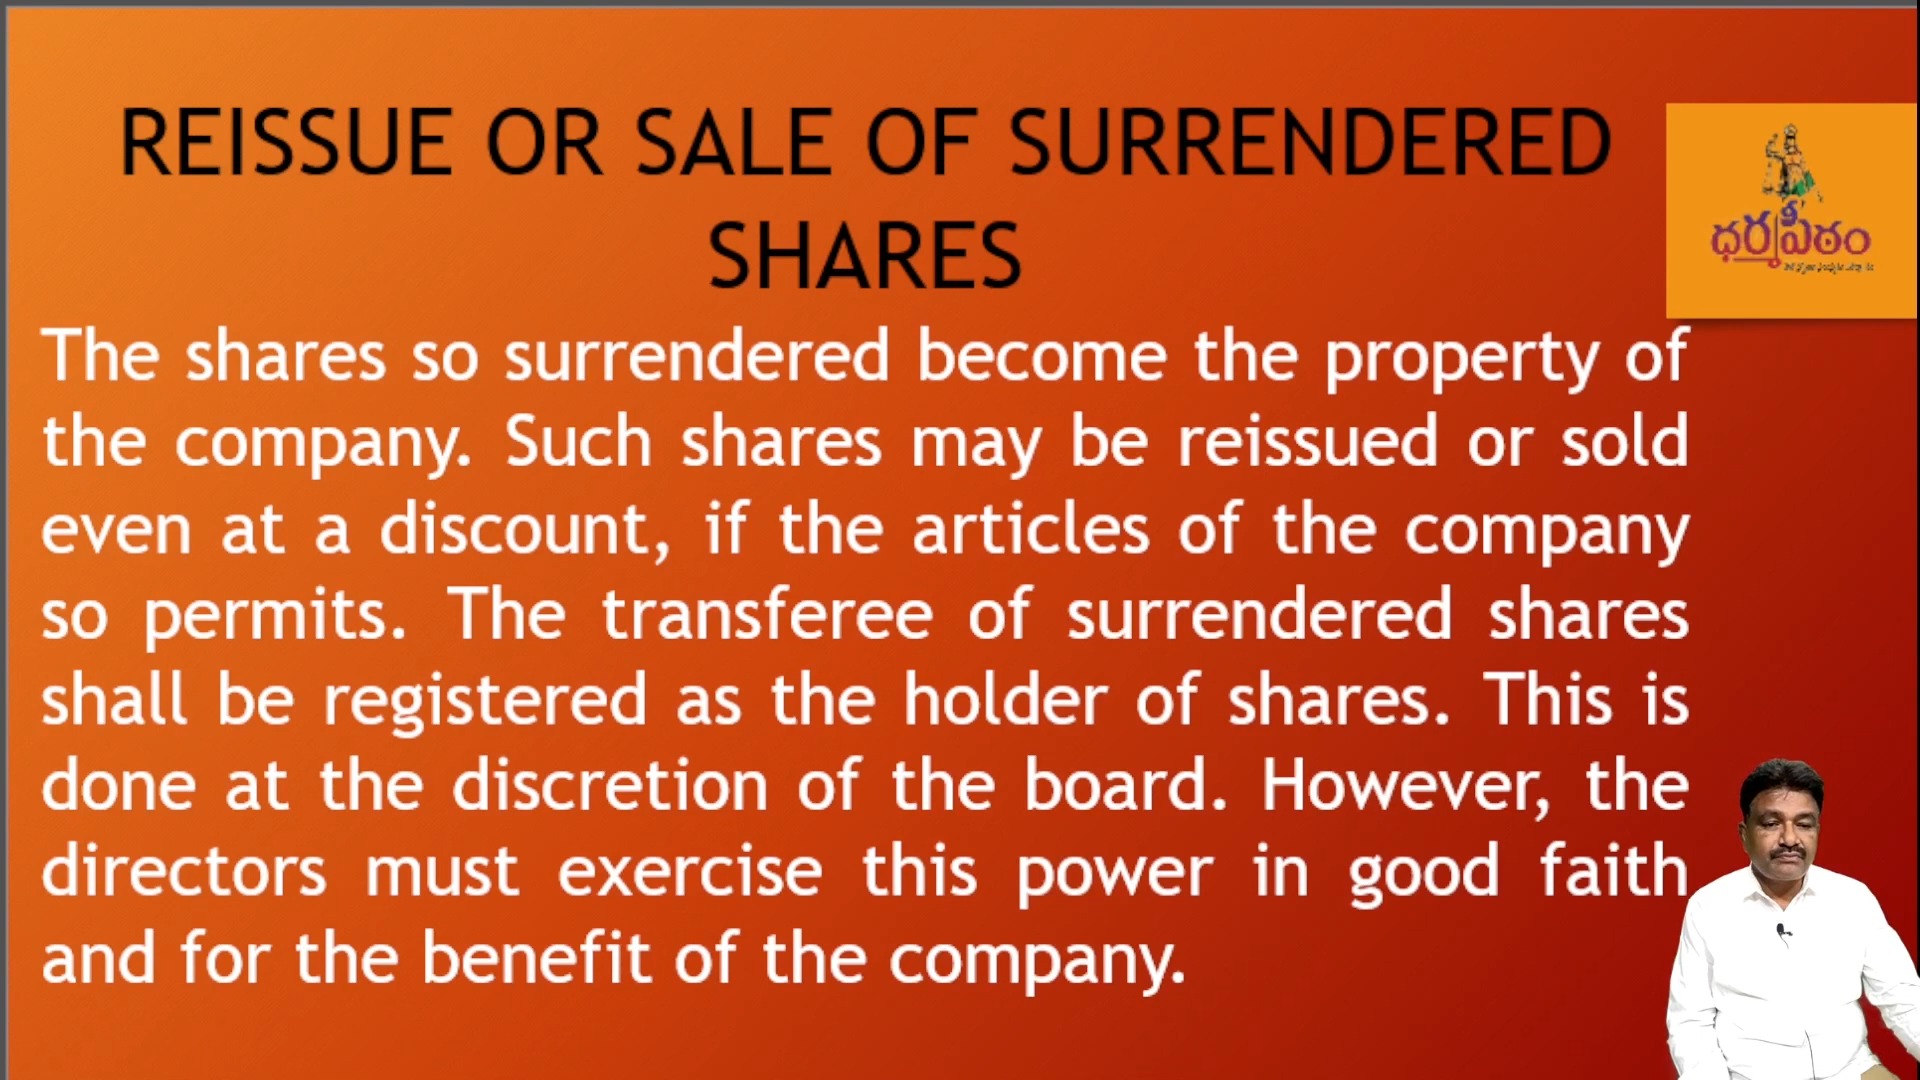 REISSUE OR SALE OF SURRENDERED
SHARES
ధర్మపీఠం
The shares so surrendered become the property of
the company. Such shares may be reissued or sold
even at a discount, if the articles of the company
so permits. The transferee of surrendered shares
shall be registered as the holder of shares. This is
done at the discretion of the board. However, the
directors must exercise this power in good faith
and for the benefit of the company.